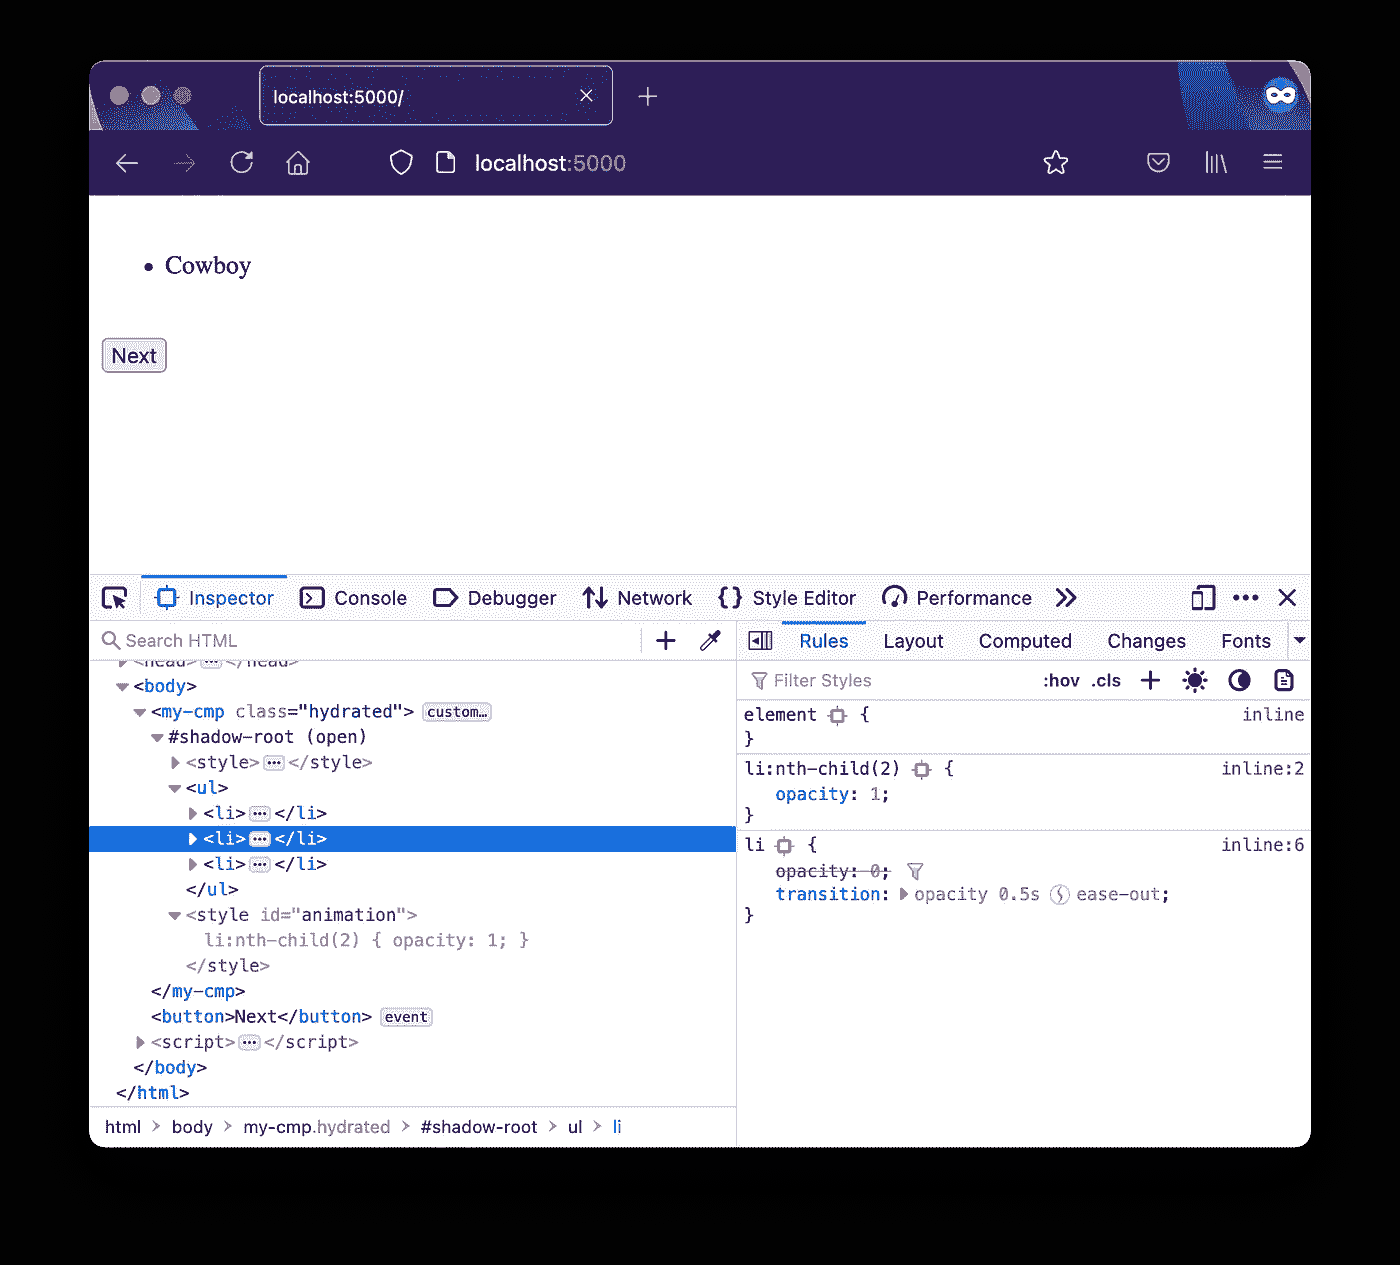 localhost:5000/
localhost:5000
Cowboy
Next
Inspector Console Debugger Network Style Editor Performance
Search HTML
<head> </head>
<body>
<my-cmp class="hydrated"> custom…
#shadow-root (open)
<style> </style>
<ul>
<li> </li>
<li> </li>
<li> </li>
</ul>
<style id="animation">
li:nth-child(2) { opacity: 1; }
</style>
</my-cmp>
<button>Next</button> event
<script> </script>
</body>
</html>
html > body > my-cmp.hydrated > #shadow-root > ul > li
Rules Layout Computed Changes Fonts
Filter Styles :hov .cls
element { inline
}
li:nth-child(2) { inline:2
opacity: 1;
}
li { inline:6
opacity: 0;
transition: opacity 0.5s ease-out;
}